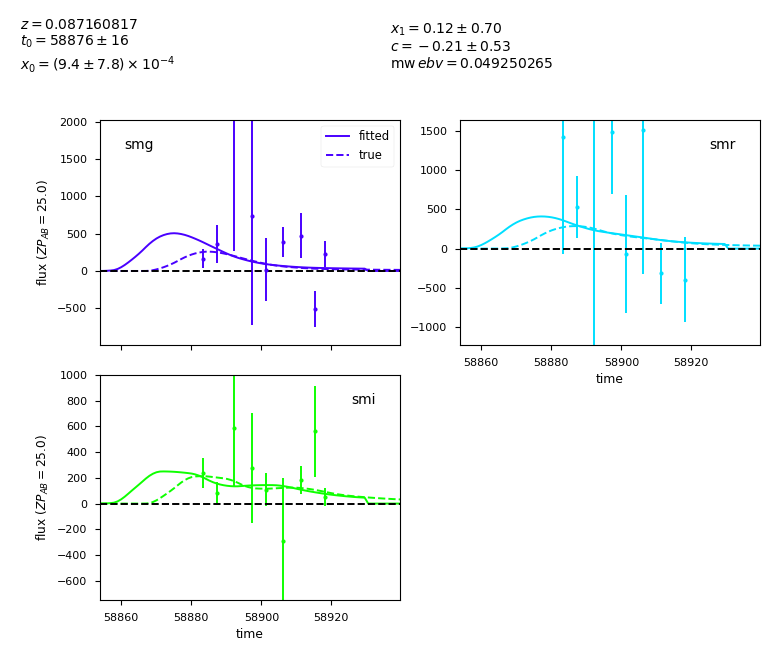 z = 0.087160817
t₀ = 58876 ± 16
x₀ = (9.4 ± 7.8) × 10⁻⁴
x₁ = 0.12 ± 0.70
c = −0.21 ± 0.53
mw ebv = 0.049250265
smg
fitted
true
2000
1500
1000
500
0
−500
flux (ZP_AB = 25.0)
smr
1500
1000
500
0
−500
−1000
58860 58880 58900 58920
time
smi
1000
800
600
400
200
0
−200
−400
−600
flux (ZP_AB = 25.0)
58860 58880 58900 58920
time